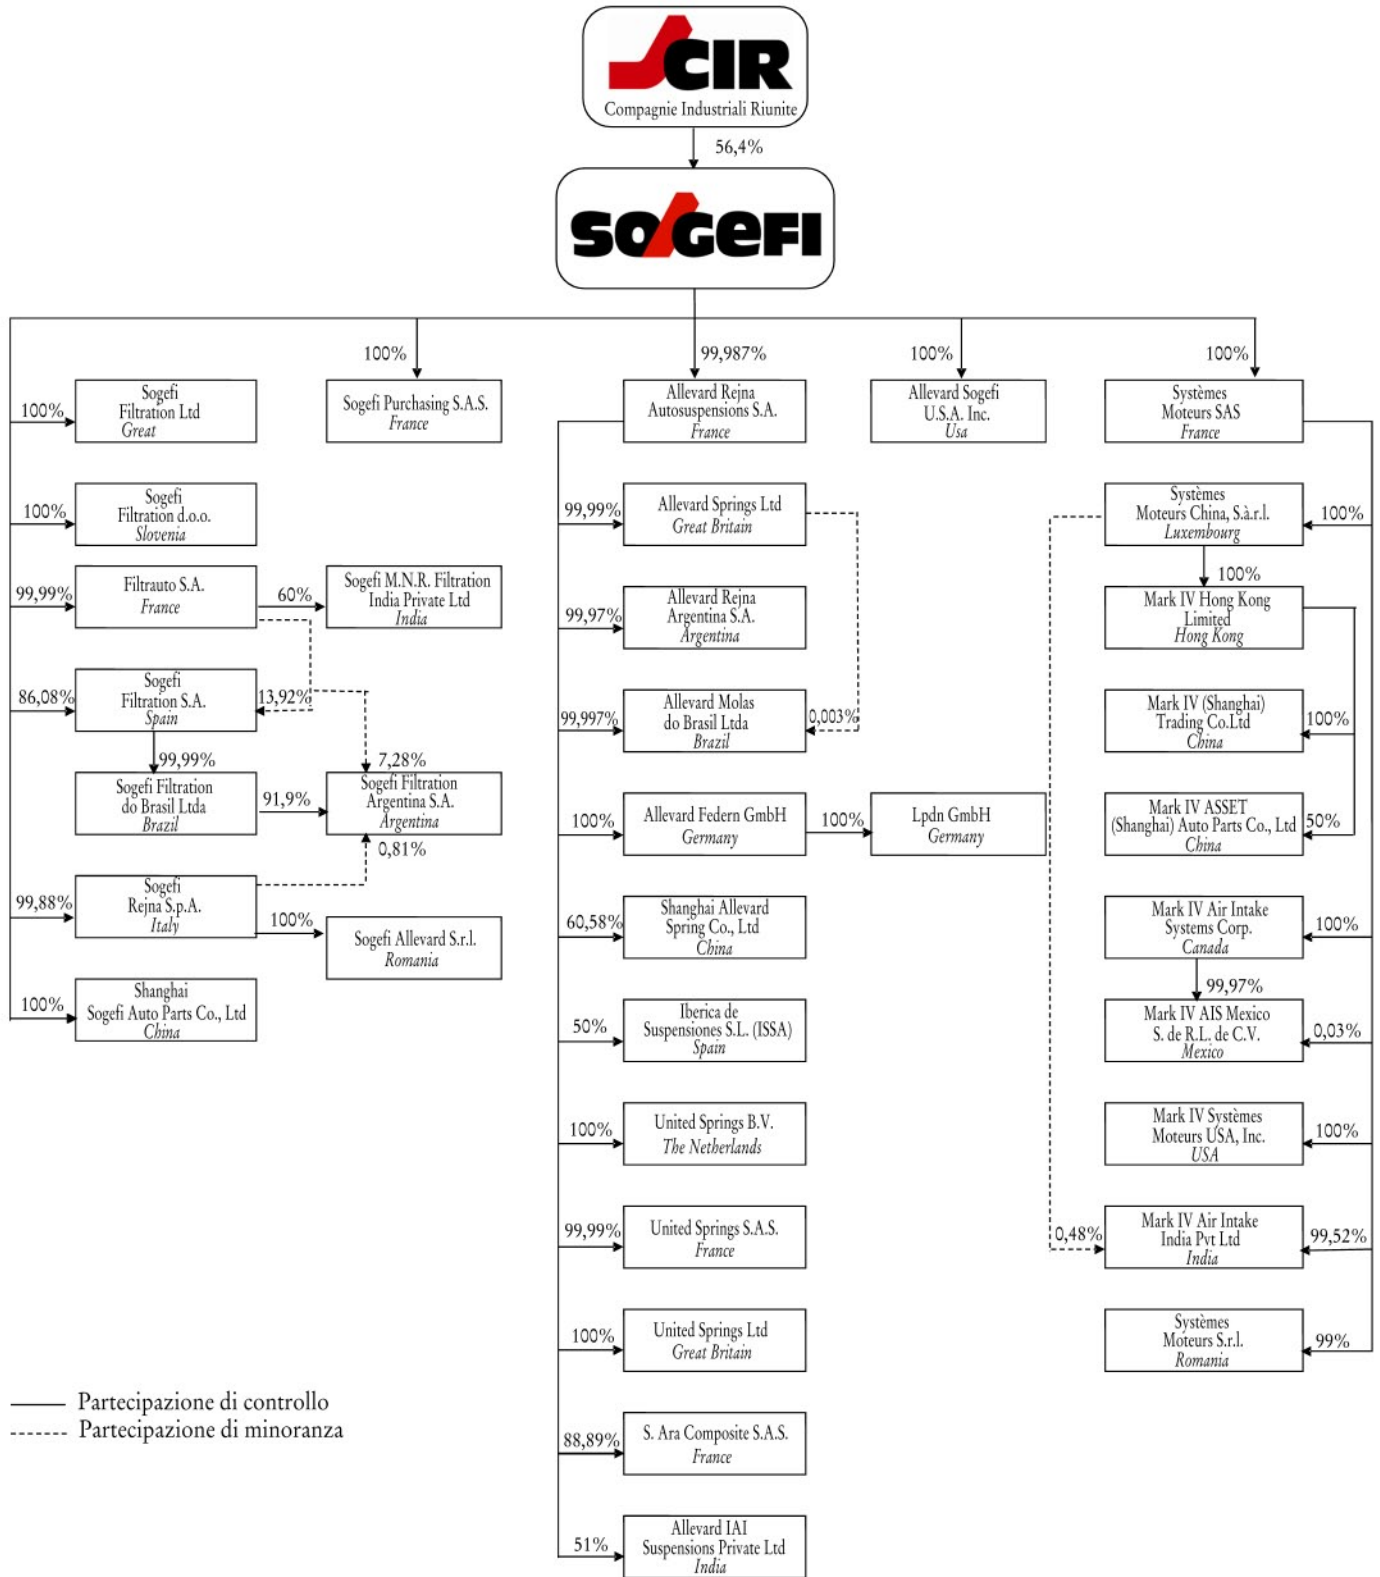 CIR
Compagnie Industriali Riunite
56,4%
SOGEFI
100%
99,987%
100%
100%
100%
Sogefi
Filtration Ltd
Great
Sogefi Purchasing S.A.S.
France
Allevard Rejna
Autosuspensions S.A.
France
Allevard Sogefi
U.S.A. Inc.
Usa
Systèmes
Moteurs SAS
France
100%
Sogefi
Filtration d.o.o.
Slovenia
99,99%
Allevard Springs Ltd
Great Britain
Systèmes
Moteurs China, S.à.r.l.
Luxembourg
100%
100%
99,99%
Filtrauto S.A.
France
60%
Sogefi M.N.R. Filtration
India Private Ltd
India
99,97%
Allevard Rejna
Argentina S.A.
Argentina
Mark IV Hong Kong
Limited
Hong Kong
86,08%
Sogefi
Filtration S.A.
Spain
13,92%
99,997%
Allevard Molas
do Brasil Ltda
Brazil
0,003%
Mark IV (Shanghai)
Trading Co.Ltd
China
100%
99,99%
7,28%
Sogefi Filtration
do Brasil Ltda
Brazil
91,9%
Sogefi Filtration
Argentina S.A.
Argentina
0,81%
100%
Allevard Federn GmbH
Germany
100%
Lpdn GmbH
Germany
Mark IV ASSET
(Shanghai) Auto Parts Co., Ltd
China
50%
99,88%
Sogefi
Rejna S.p.A.
Italy
100%
Sogefi Allevard S.r.l.
Romania
60,58%
Shanghai Allevard
Spring Co., Ltd
China
Mark IV Air Intake
Systems Corp.
Canada
100%
99,97%
100%
Shanghai
Sogefi Auto Parts Co., Ltd
China
50%
Iberica de
Suspensiones S.L. (ISSA)
Spain
Mark IV AIS Mexico
S. de R.L. de C.V.
Mexico
0,03%
100%
United Springs B.V.
The Netherlands
Mark IV Systèmes
Moteurs USA, Inc.
USA
100%
99,99%
United Springs S.A.S.
France
0,48%
Mark IV Air Intake
India Pvt Ltd
India
99,52%
100%
United Springs Ltd
Great Britain
Systèmes
Moteurs S.r.l.
Romania
99%
Partecipazione di controllo
Partecipazione di minoranza
88,89%
S. Ara Composite S.A.S.
France
51%
Allevard IAI
Suspensions Private Ltd
India